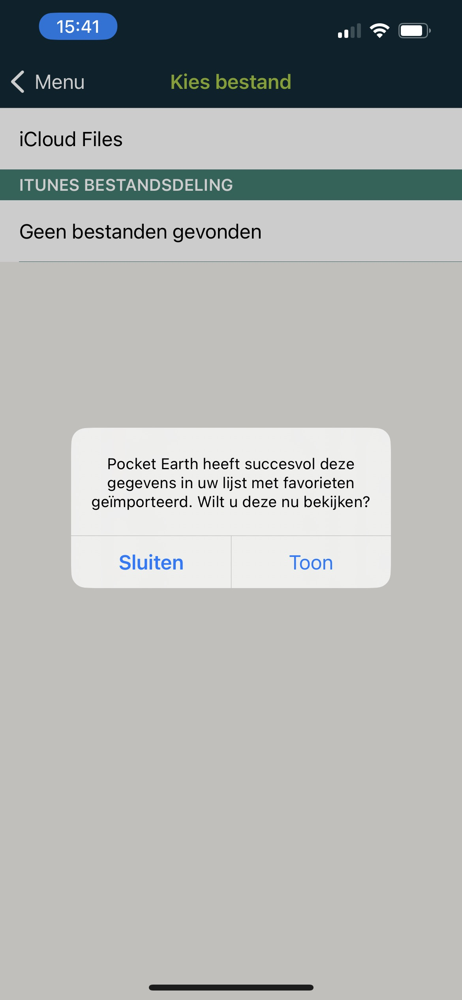 15:41
Menu
Kies bestand
iCloud Files
ITUNES BESTANDSDELING
Geen bestanden gevonden
Pocket Earth heeft succesvol deze
gegevens in uw lijst met favorieten
geïmporteerd. Wilt u deze nu bekijken?
Sluiten
Toon